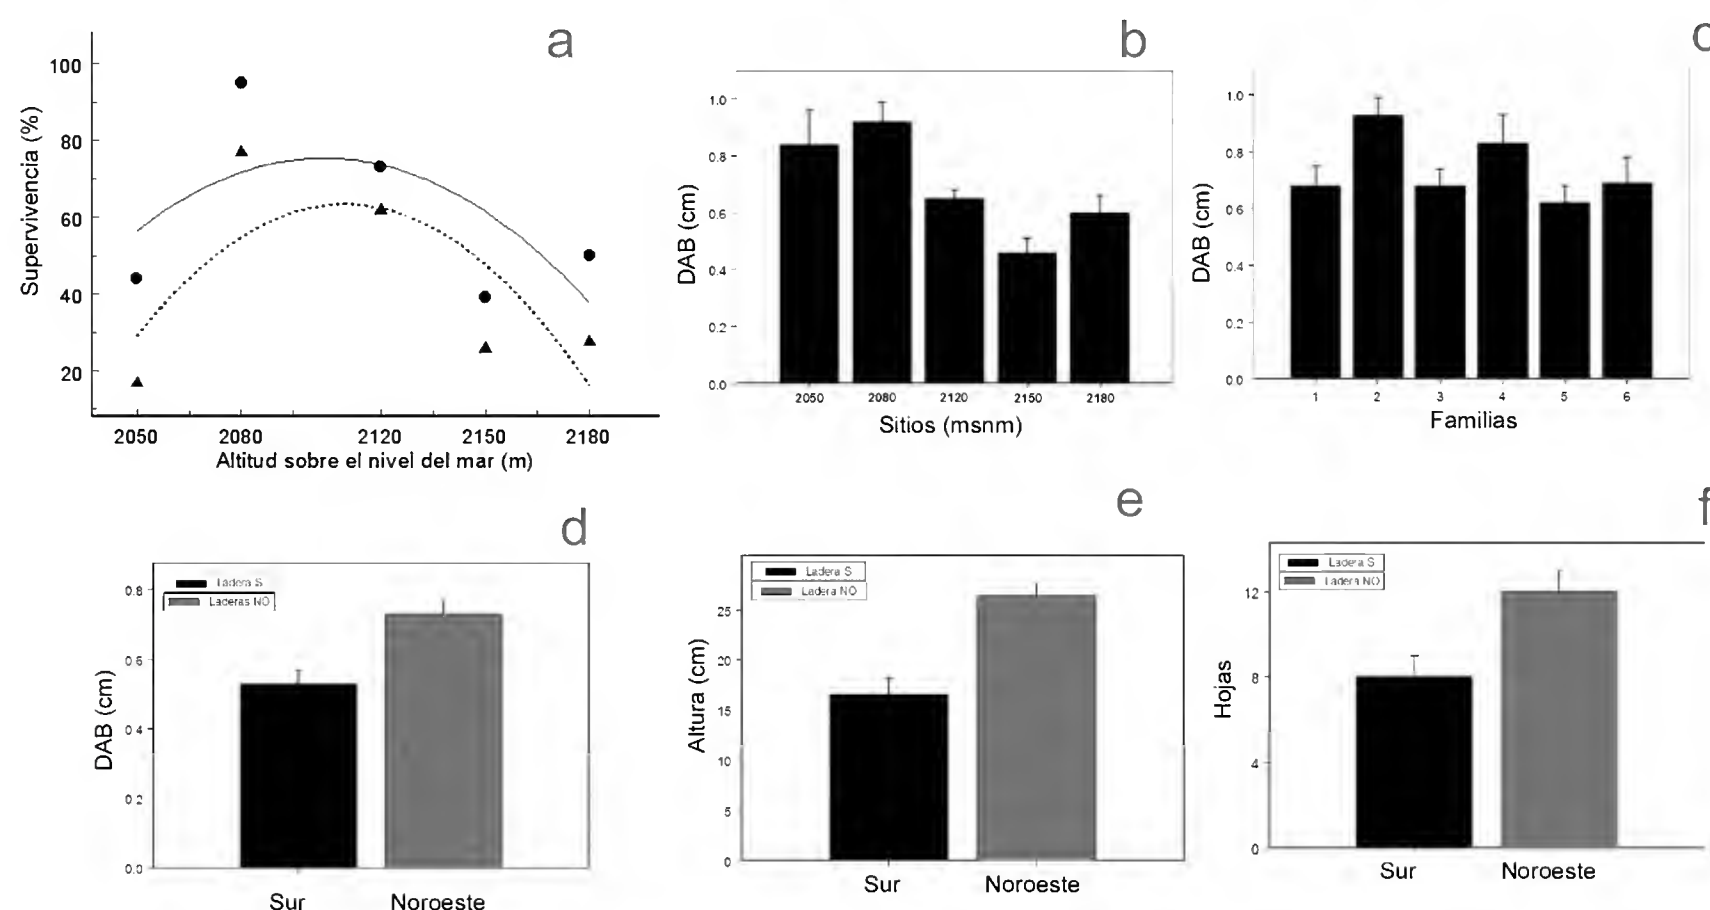 a
Supervivencia (%)
100
80
60
40
20
2050 2080 2120 2150 2180
Altitud sobre el nivel del mar (m)
b
DAB (cm)
1.0
0.8
0.6
0.4
0.2
0.0
2050 2080 2120 2150 2180
Sitios (msnm)
c
DAB (cm)
1.0
0.8
0.6
0.4
0.2
0.0
1 2 3 4 5 6
Familias
d
Ladera S
Laderas NO
DAB (cm)
0.8
0.6
0.4
0.2
0.0
Sur Noroeste
e
Ladera S
Ladera NO
Altura (cm)
25
20
15
10
5
0
Sur Noroeste
f
Ladera S
Ladera NO
Hojas
12
8
4
0
Sur Noroeste